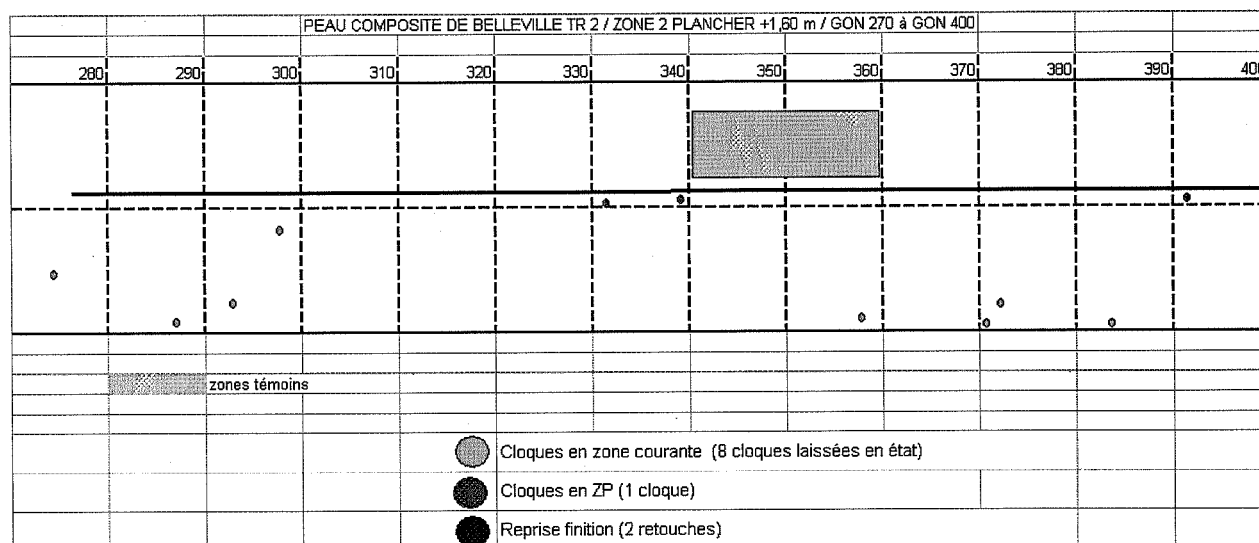 PEAU COMPOSITE DE BELLEVILLE TR 2 / ZONE 2 PLANCHER +1,60 m / GON 270 à GON 400
280 290 300 310 320 330 340 350 360 370 380 390 400
zones témoins
Cloques en zone courante (8 cloques laissées en état)
Cloques en ZP (1 cloque)
Reprise finition (2 retouches)